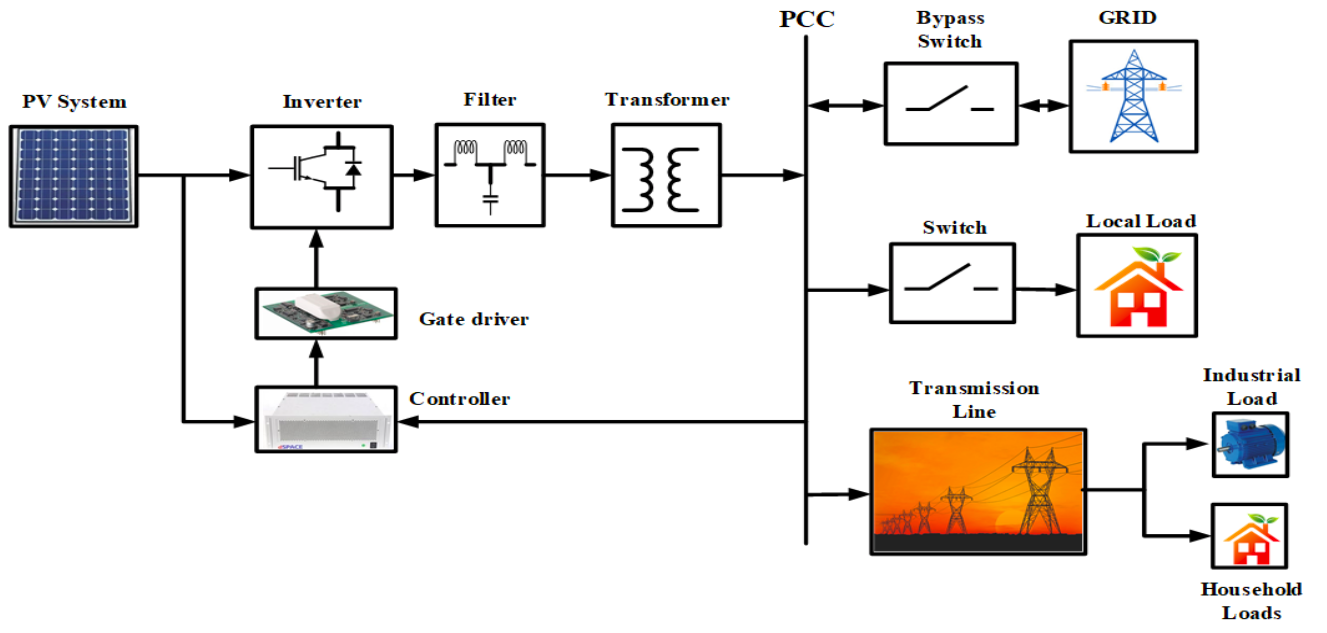 PCC
Bypass
Switch
GRID
PV System
Inverter
Filter
Transformer
Switch
Local Load
Gate driver
Controller
dSPACE
Transmission
Line
Industrial
Load
Household
Loads